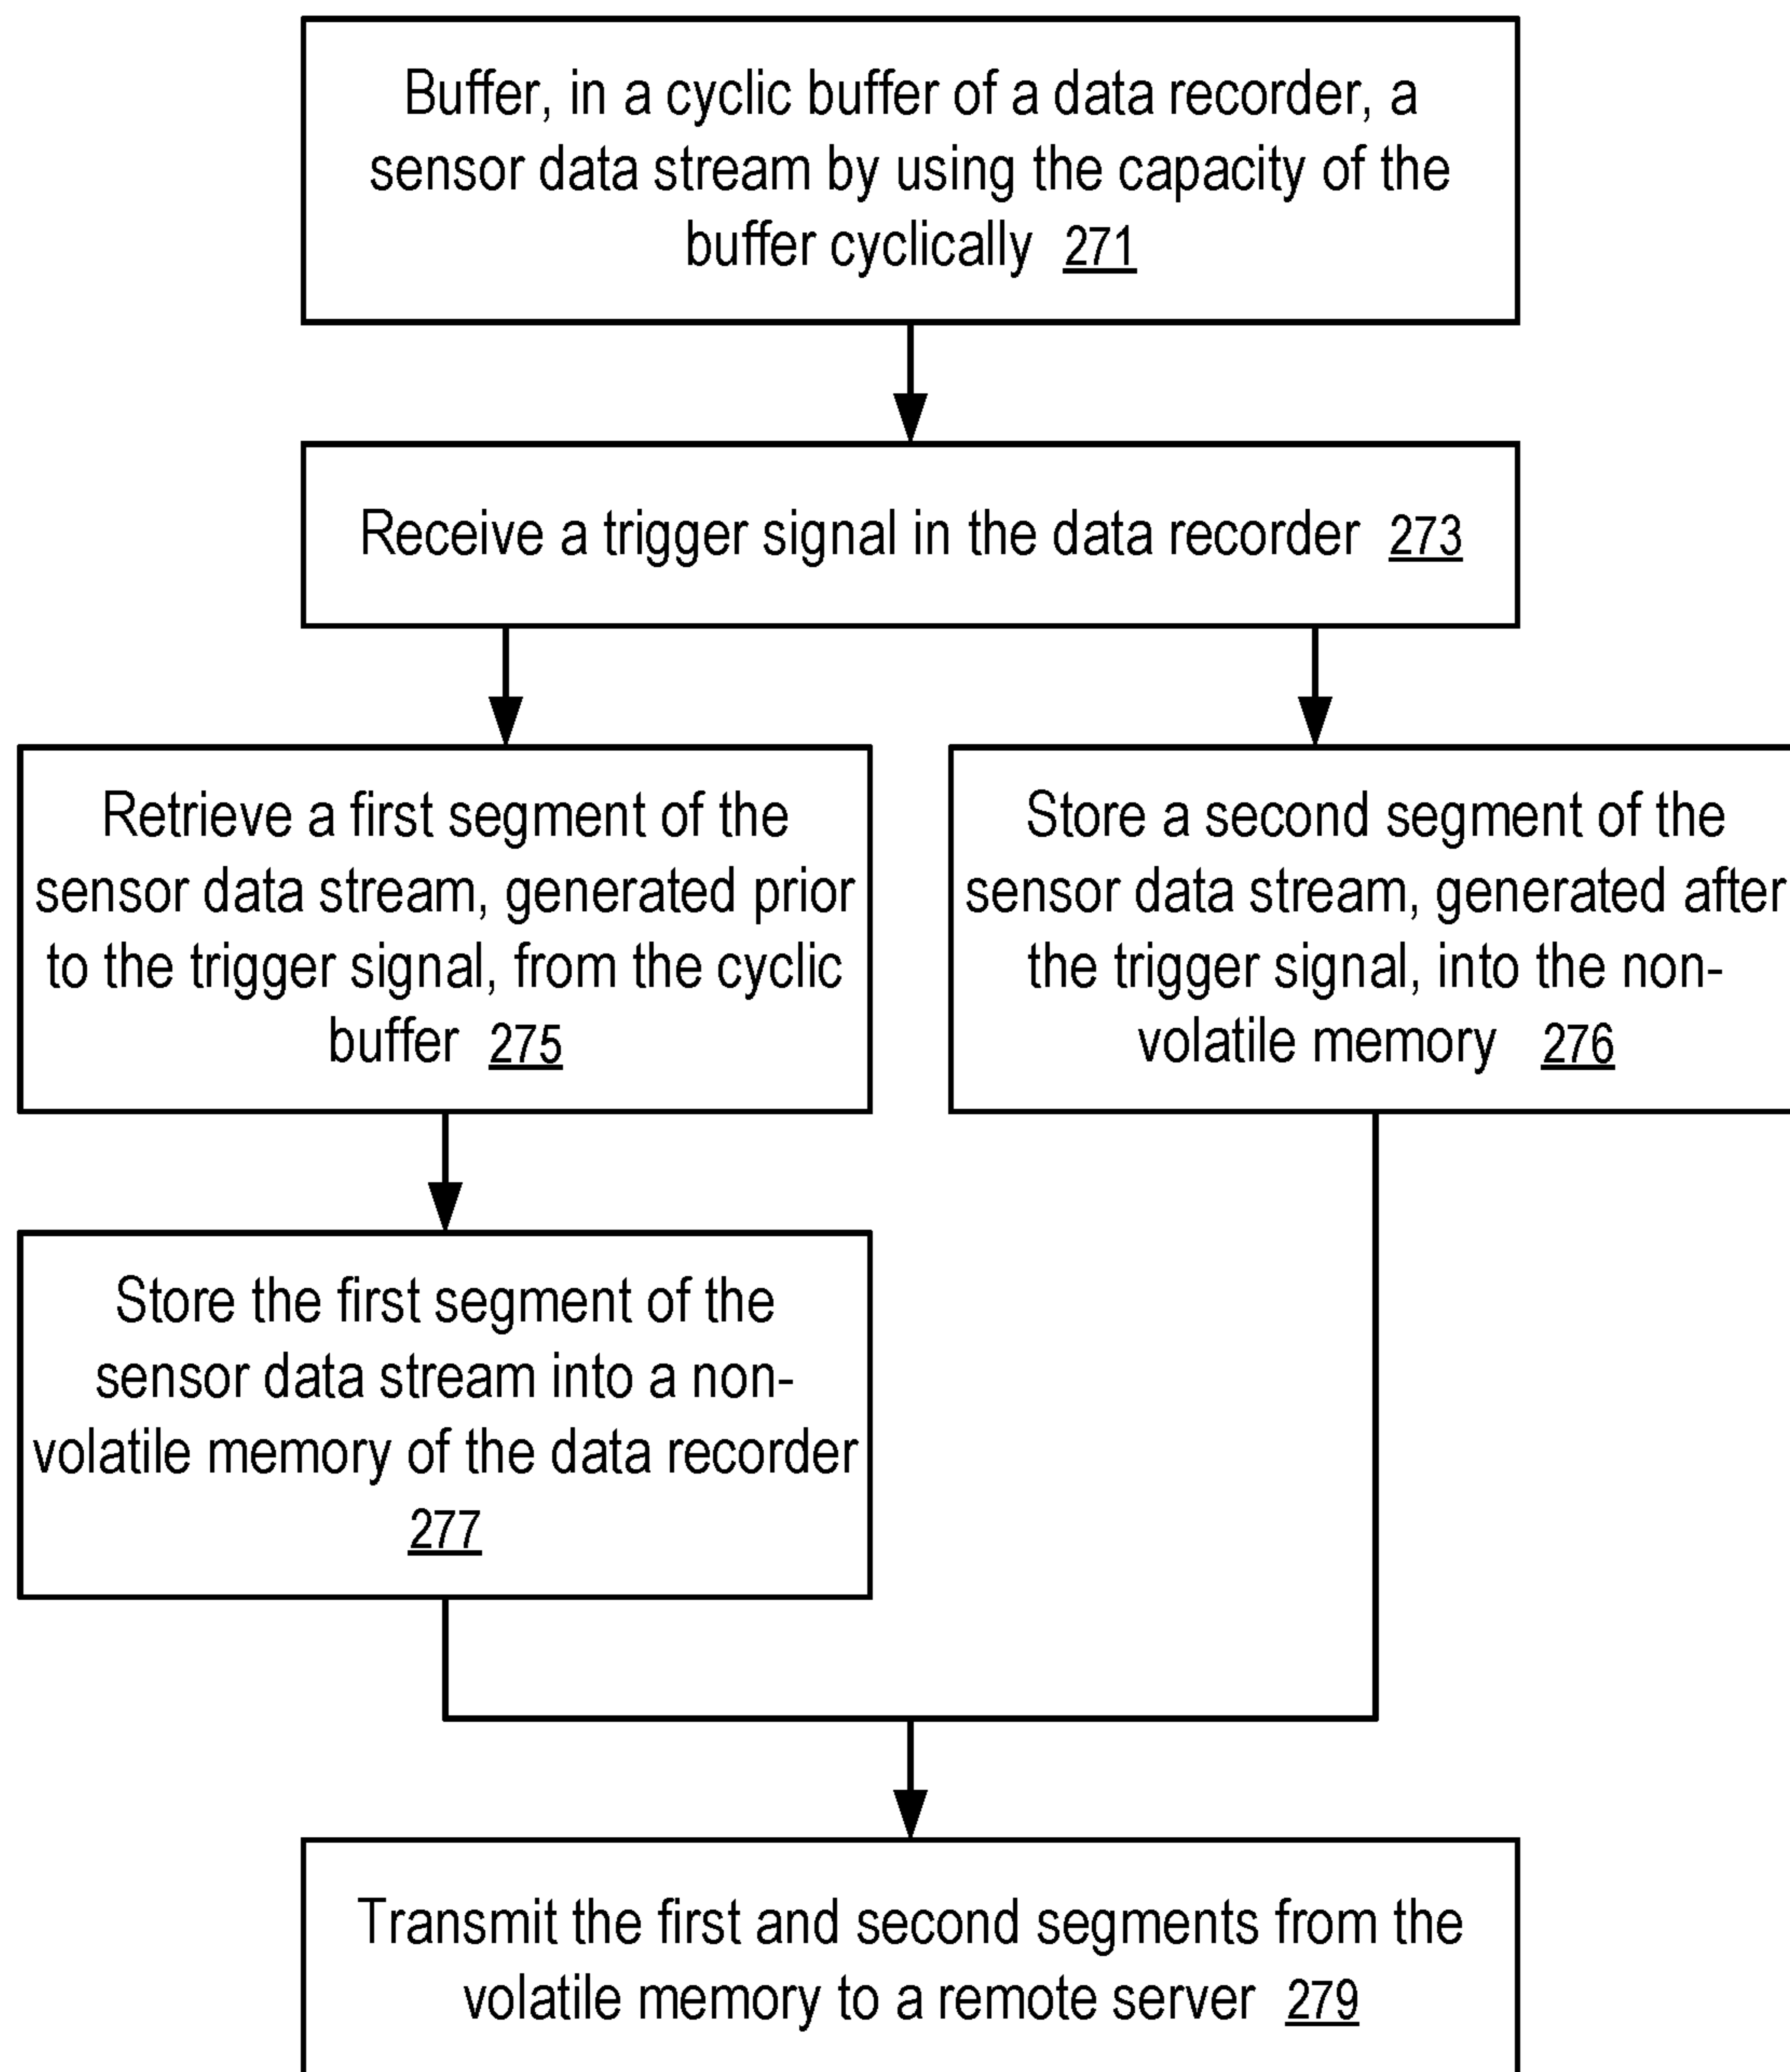 Buffer, in a cyclic buffer of a data recorder, a
sensor data stream by using the capacity of the
buffer cyclically 271
Receive a trigger signal in the data recorder 273
Retrieve a first segment of the
sensor data stream, generated prior
to the trigger signal, from the cyclic
buffer 275
Store a second segment of the
sensor data stream, generated after
the trigger signal, into the non-
volatile memory 276
Store the first segment of the
sensor data stream into a non-
volatile memory of the data recorder
277
Transmit the first and second segments from the
volatile memory to a remote server 279